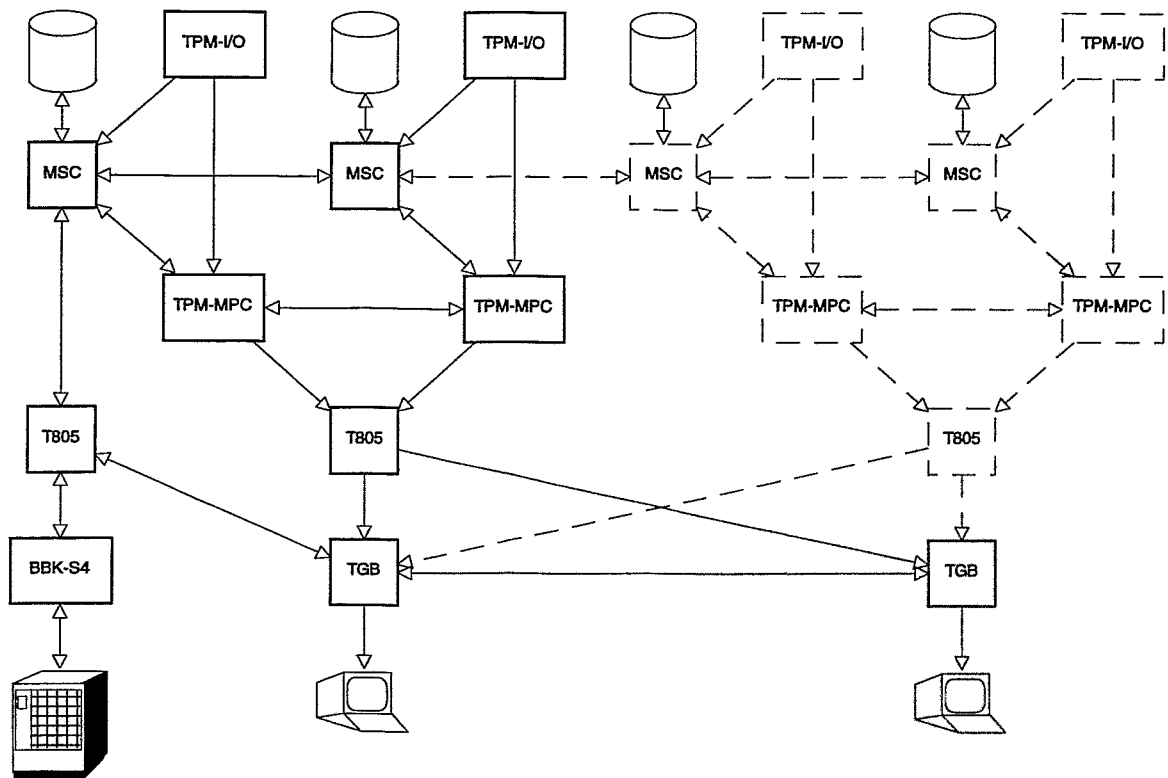 TPM-I/O
TPM-I/O
TPM-I/O
TPM-I/O
MSC
MSC
MSC
MSC
TPM-MPC
TPM-MPC
TPM-MPC
TPM-MPC
T805
T805
T805
BBK-S4
TGB
TGB